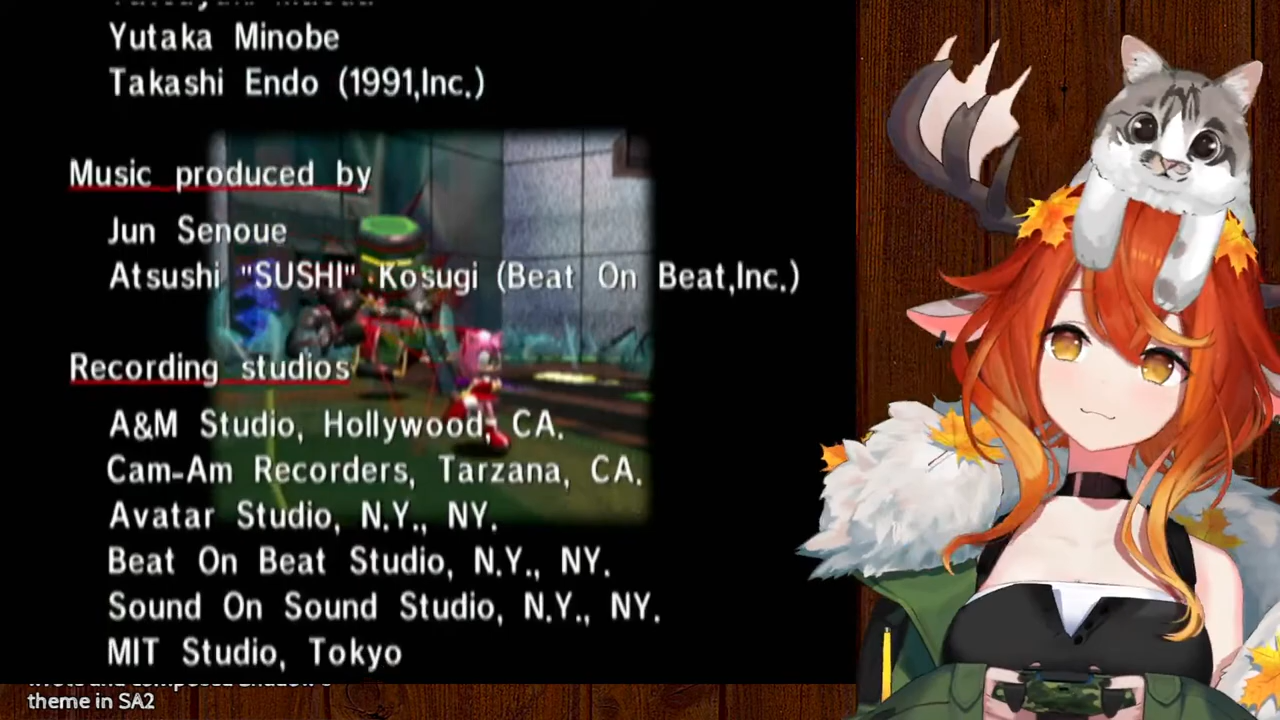 Yutaka Minobe
Takashi Endo (1991,Inc.)
Music produced by
Jun Senoue
Atsushi "SUSHI" Kosugi (Beat On Beat,Inc.)
Recording studios
A&M Studio, Hollywood, CA.
Cam-Am Recorders, Tarzana, CA.
Avatar Studio, N.Y., NY.
Beat On Beat Studio, N.Y., NY.
Sound On Sound Studio, N.Y., NY.
MIT Studio, Tokyo
theme in SA2